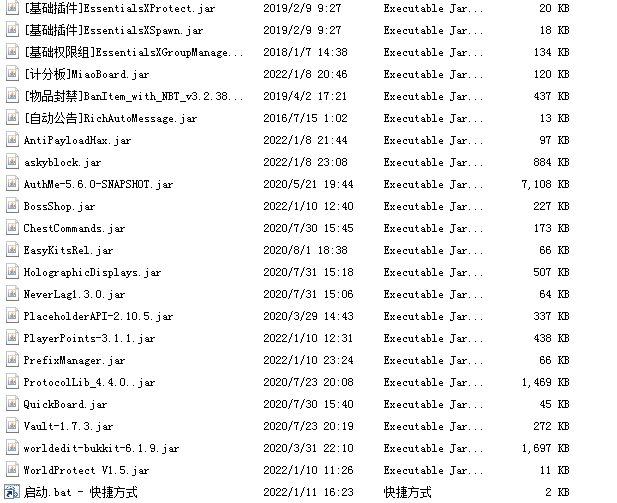 [基础插件]EssentialsXProtect.jar 2019/2/9 9:27 Executable Jar... 20 KB
[基础插件]EssentialsXSpawn.jar 2019/2/9 9:27 Executable Jar... 18 KB
[基础权限组]EssentialsXGroupManage... 2018/1/7 14:38 Executable Jar... 134 KB
[计分板]MiaoBoard.jar 2022/1/8 20:46 Executable Jar... 120 KB
[物品封禁]BanItem_with_NBT_v3.2.38... 2019/4/2 17:21 Executable Jar... 437 KB
[自动公告]RichAutoMessage.jar 2016/7/15 1:02 Executable Jar... 13 KB
AntiPayloadHax.jar 2022/1/8 21:44 Executable Jar... 97 KB
askyblock.jar 2022/1/8 23:08 Executable Jar... 884 KB
AuthMe-5.6.0-SNAPSHOT.jar 2020/5/21 19:44 Executable Jar... 7,108 KB
BossShop.jar 2022/1/10 12:40 Executable Jar... 227 KB
ChestCommands.jar 2020/7/30 15:45 Executable Jar... 173 KB
EasyKitsRel.jar 2020/8/1 18:38 Executable Jar... 66 KB
HolographicDisplays.jar 2020/7/31 15:18 Executable Jar... 507 KB
NeverLag1.3.0.jar 2020/7/31 15:06 Executable Jar... 64 KB
PlaceholderAPI-2.10.5.jar 2020/3/29 14:43 Executable Jar... 337 KB
PlayerPoints-3.1.1.jar 2022/1/10 12:31 Executable Jar... 438 KB
PrefixManager.jar 2022/1/10 23:24 Executable Jar... 66 KB
ProtocolLib_4.4.0..jar 2020/7/23 20:08 Executable Jar... 1,469 KB
QuickBoard.jar 2020/7/30 15:40 Executable Jar... 45 KB
Vault-1.7.3.jar 2020/7/23 20:19 Executable Jar... 272 KB
worldedit-bukkit-6.1.9.jar 2020/3/31 22:10 Executable Jar... 1,697 KB
WorldProtect V1.5.jar 2022/1/10 11:26 Executable Jar... 11 KB
启动.bat - 快捷方式 2022/1/11 16:23 快捷方式 2 KB